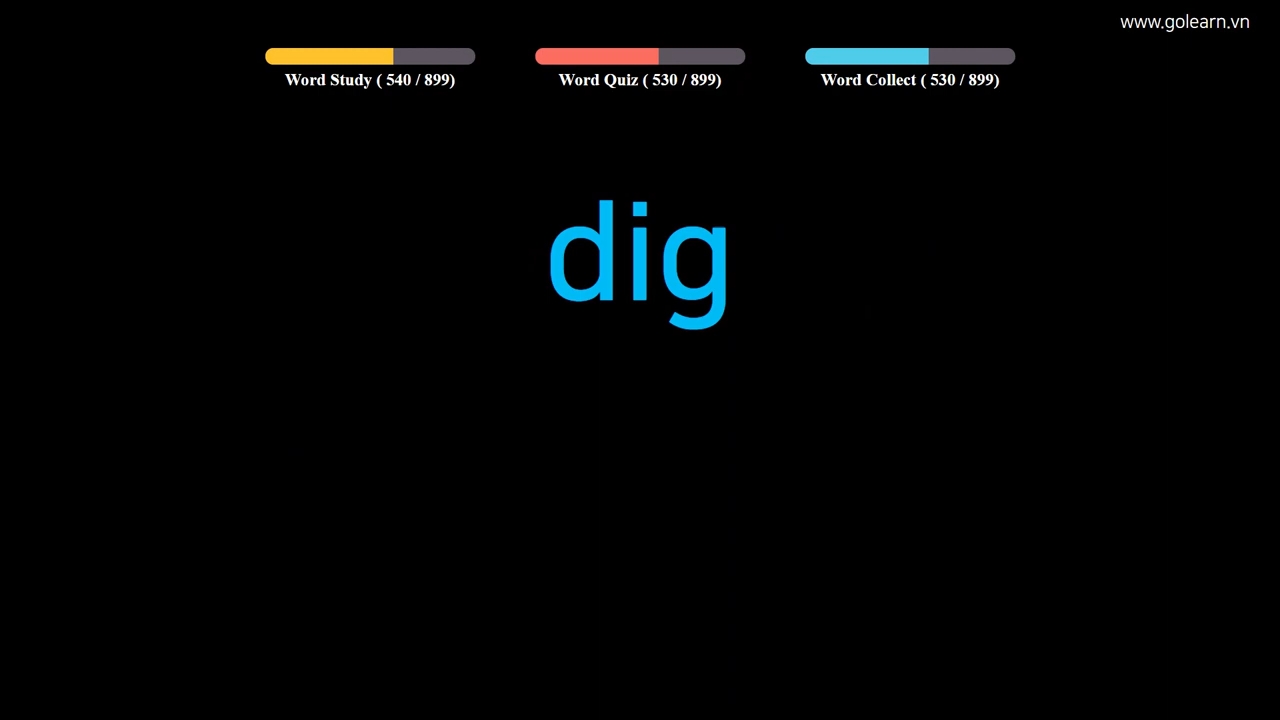 www.golearn.vn
Word Study ( 540 / 899)
Word Quiz ( 530 / 899)
Word Collect ( 530 / 899)
dig